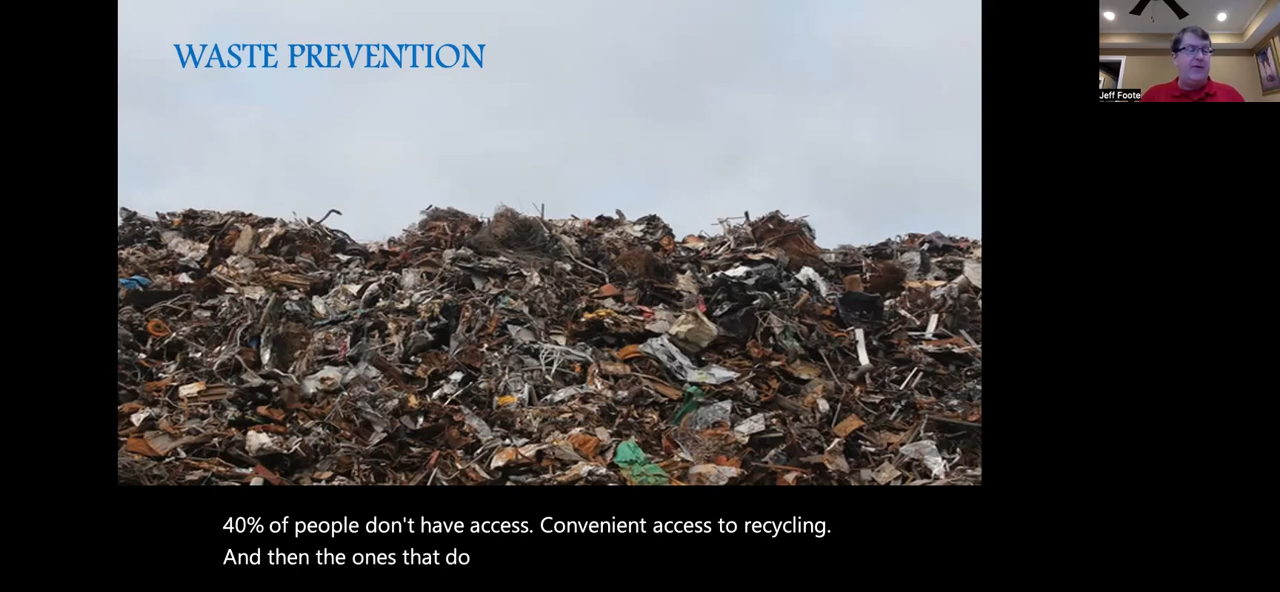 WASTE PREVENTION
Jeff Foote
40% of people don't have access. Convenient access to recycling.
And then the ones that do